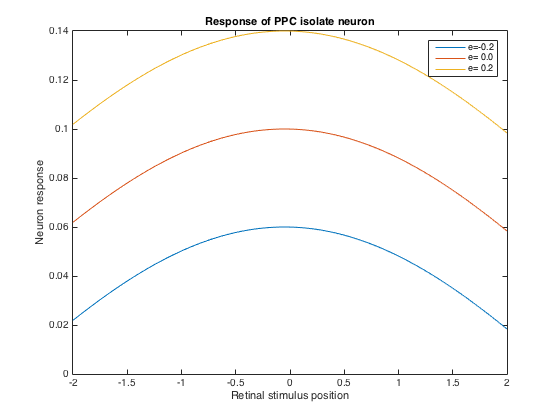 Response of PPC isolate neuron
e=-0.2
e= 0.0
e= 0.2
Neuron response
0.14
0.12
0.1
0.08
0.06
0.04
0.02
0
-2 -1.5 -1 -0.5 0 0.5 1 1.5 2
Retinal stimulus position